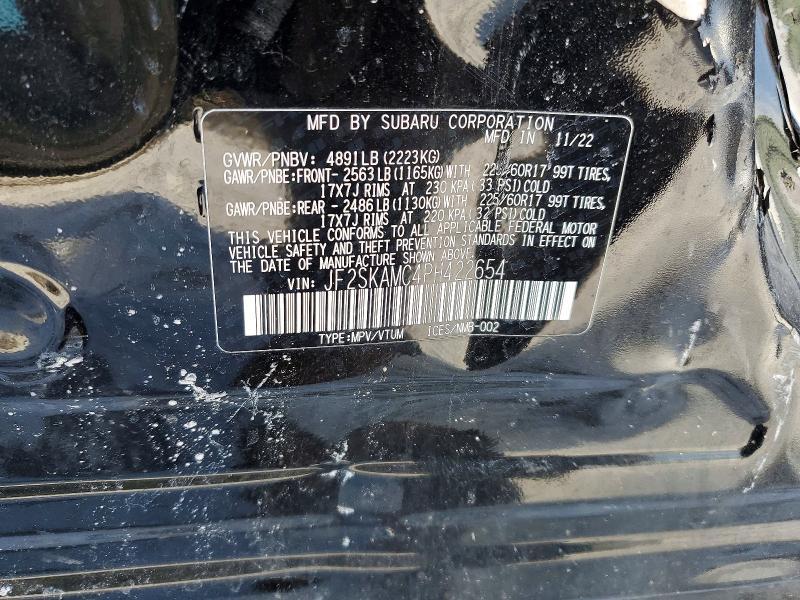 MFD BY SUBARU CORPORATION
MFD IN 11/22
GVWR/PNBV: 4891LB(2223KG)
GAWR/PNBE:FRONT- 2563LB(1165KG)WITH 225/60R17 99T TIRES,
17X7J RIMS AT 230 KPA(33 PSI)COLD
GAWR/PNBE:REAR - 2486LB(1130KG)WITH 225/60R17 99T TIRES,
17X7J RIMS AT 220 KPA(32 PSI)COLD
THIS VEHICLE CONFORMS TO ALL APPLICABLE FEDERAL MOTOR
VEHICLE SAFETY AND THEFT PREVENTION STANDARDS IN EFFECT ON
THE DATE OF MANUFACTURE SHOWN ABOVE.
VIN: JF2SKAMC4PH422654
TYPE:MPV/VTUM ICES/NMB-002